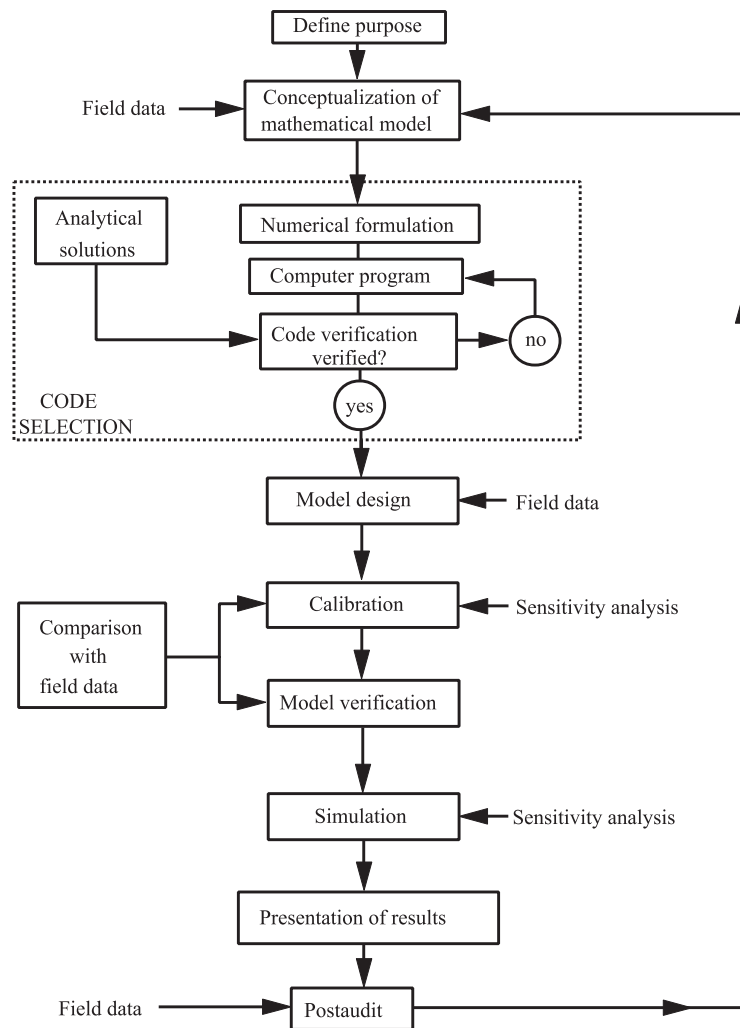 Define purpose
Field data
Conceptualization of
mathematical model
Analytical
solutions
Numerical formulation
Computer program
Code verification
verified?
no
yes
CODE
SELECTION
Model design
Field data
Calibration
Sensitivity analysis
Comparison
with
field data
Model verification
Simulation
Sensitivity analysis
Presentation of results
Field data
Postaudit